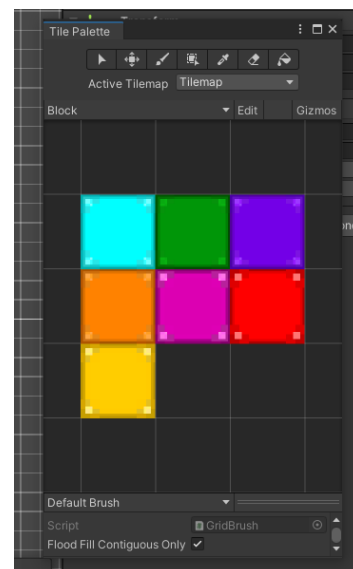 Tile Palette
Active Tilemap Tilemap
Block Edit Gizmos
Default Brush
Script GridBrush
Flood Fill Contiguous Only